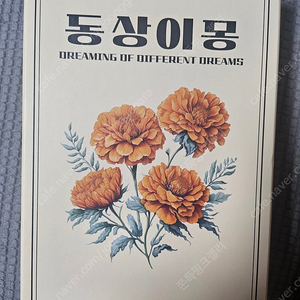 동상이몽
DREAMING OF DIFFERENT DREAMS